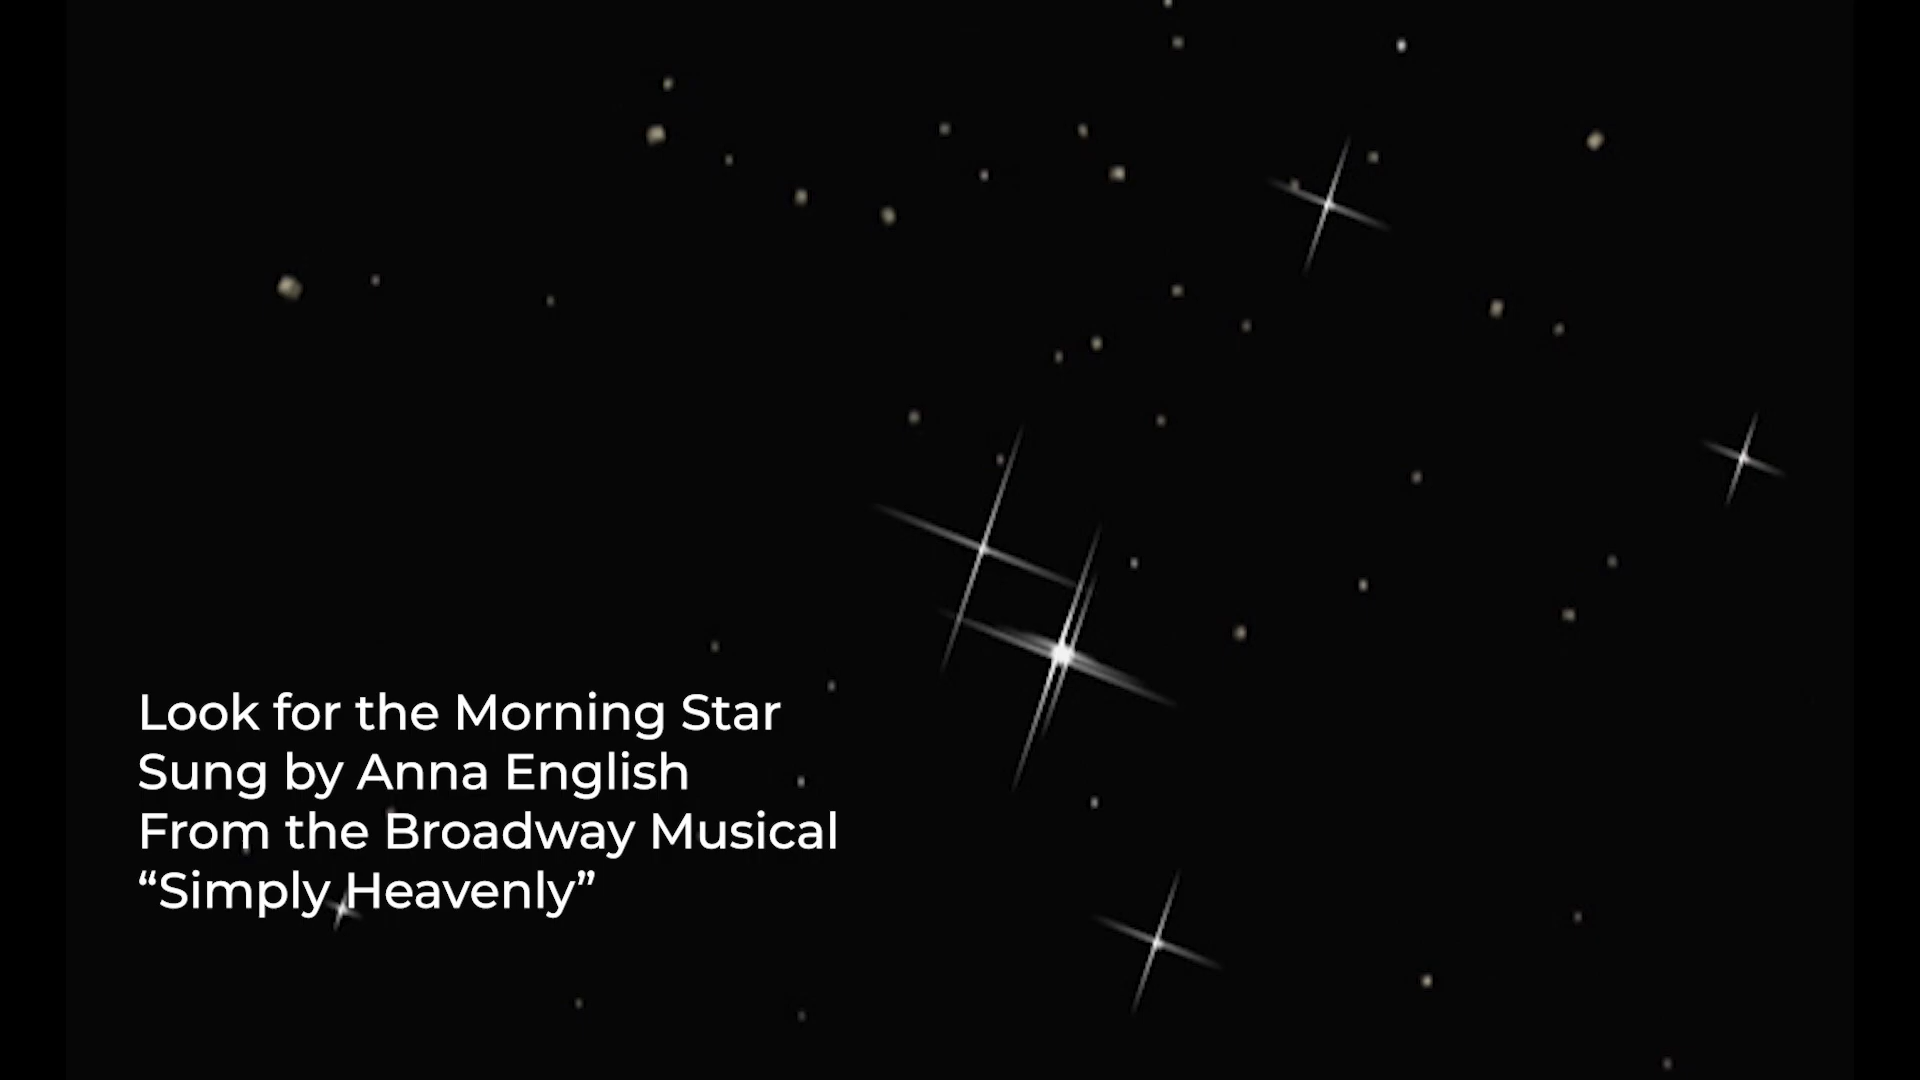 Look for the Morning Star
Sung by Anna English
From the Broadway Musical
“Simply Heavenly”